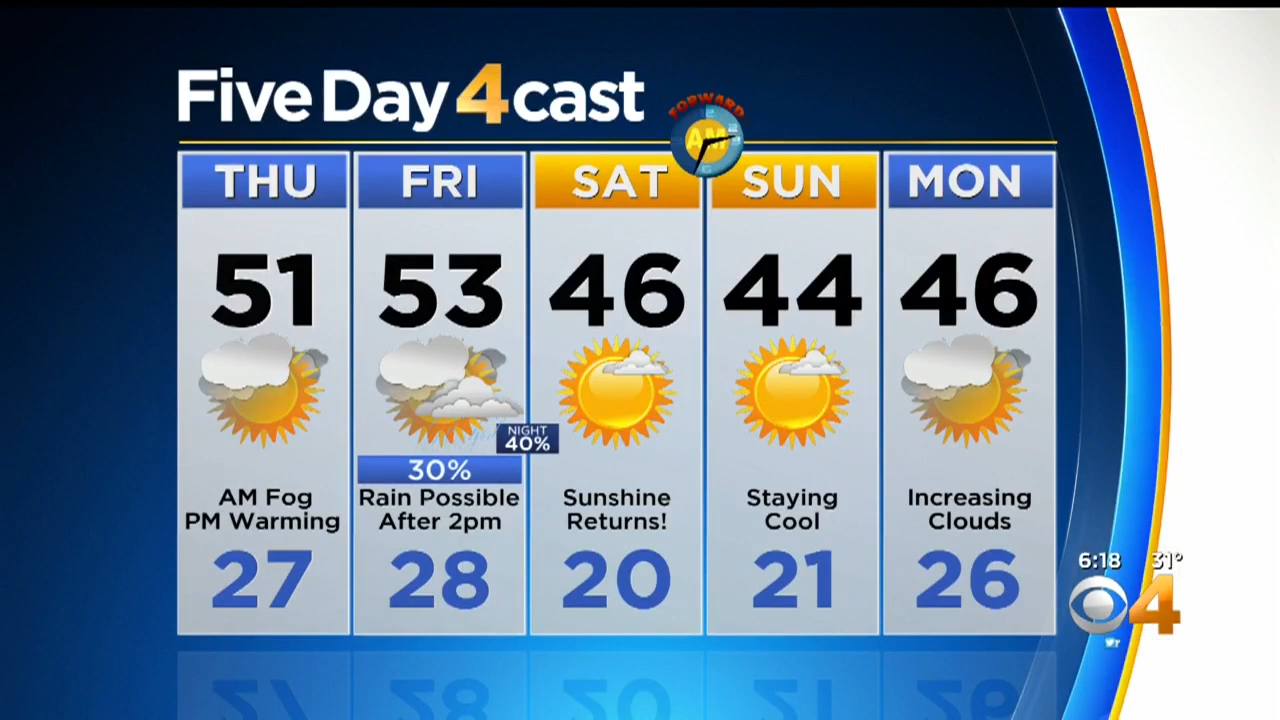 Five Day 4cast
FORWARD
AM
THU FRI SAT SUN MON
51 53 46 44 46
NIGHT
40%
30%
AM Fog
PM Warming
Rain Possible
After 2pm
Sunshine
Returns!
Staying
Cool
Increasing
Clouds
27 28 20 21 26
6:18 31°
4